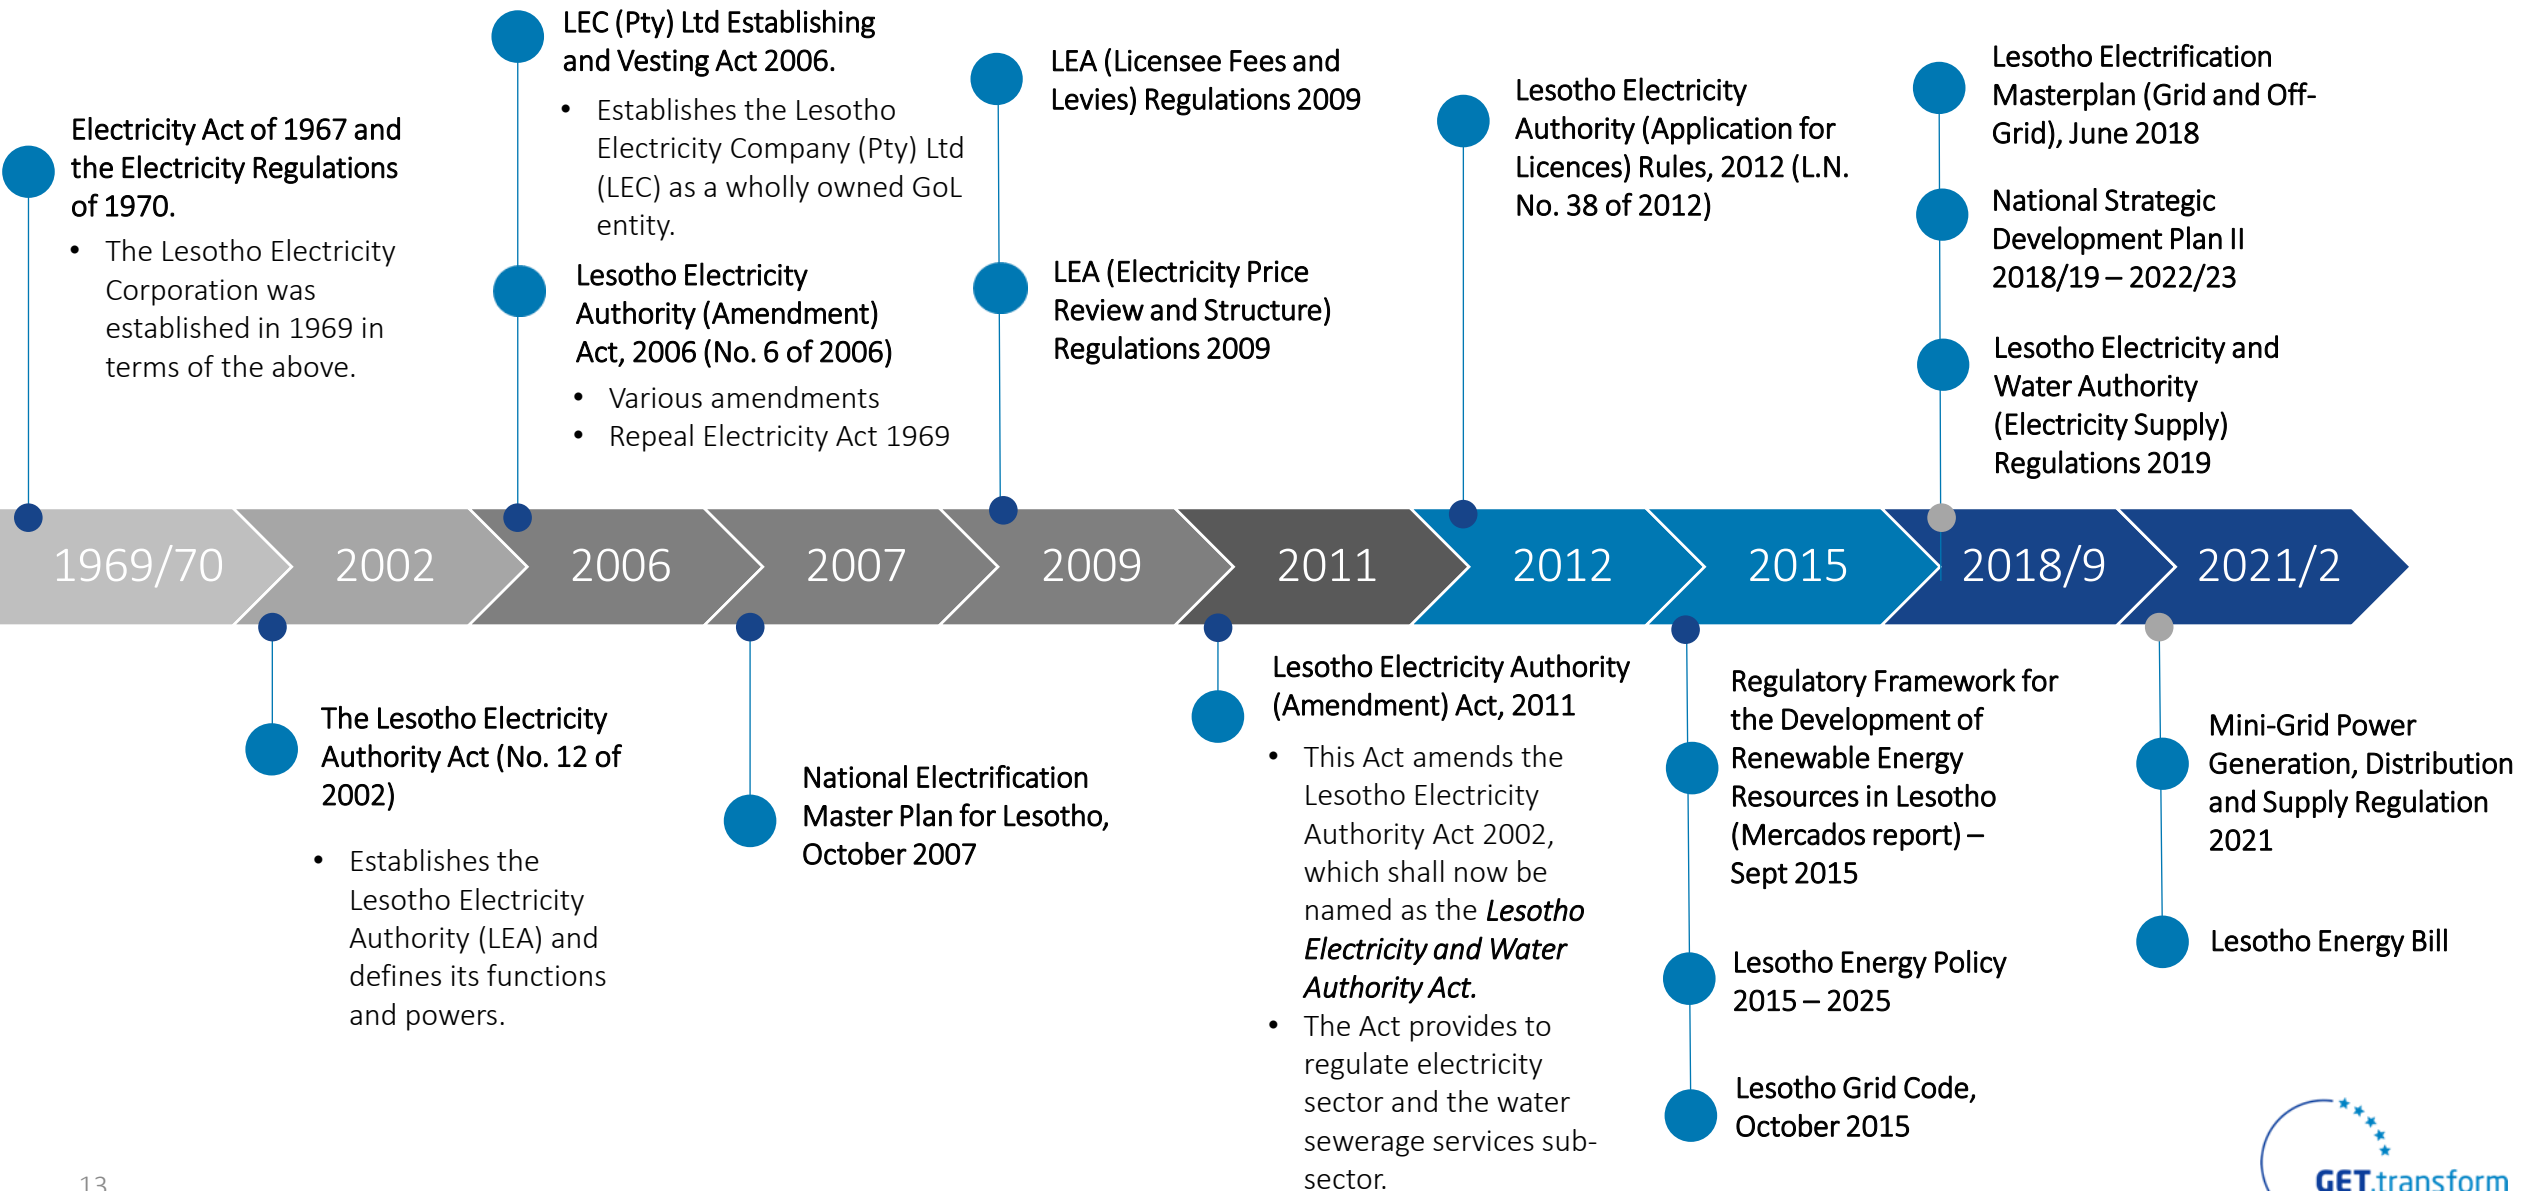 Electricity Act of 1967 and
the Electricity Regulations
of 1970.
• The Lesotho Electricity
Corporation was
established in 1969 in
terms of the above.
LEC (Pty) Ltd Establishing
and Vesting Act 2006.
• Establishes the Lesotho
Electricity Company (Pty) Ltd
(LEC) as a wholly owned GoL
entity.
Lesotho Electricity
Authority (Amendment)
Act, 2006 (No. 6 of 2006)
• Various amendments
• Repeal Electricity Act 1969
LEA (Licensee Fees and
Levies) Regulations 2009
LEA (Electricity Price
Review and Structure)
Regulations 2009
Lesotho Electricity
Authority (Application for
Licences) Rules, 2012 (L.N.
No. 38 of 2012)
Lesotho Electrification
Masterplan (Grid and Off-
Grid), June 2018
National Strategic
Development Plan II
2018/19 – 2022/23
Lesotho Electricity and
Water Authority
(Electricity Supply)
Regulations 2019
1969/70
2002
2006
2007
2009
2011
2012
2015
2018/9
2021/2
The Lesotho Electricity
Authority Act (No. 12 of
2002)
• Establishes the
Lesotho Electricity
Authority (LEA) and
defines its functions
and powers.
National Electrification
Master Plan for Lesotho,
October 2007
Lesotho Electricity Authority
(Amendment) Act, 2011
• This Act amends the
Lesotho Electricity
Authority Act 2002,
which shall now be
named as the Lesotho
Electricity and Water
Authority Act.
• The Act provides to
regulate electricity
sector and the water
sewerage services sub-
sector.
Regulatory Framework for
the Development of
Renewable Energy
Resources in Lesotho
(Mercados report) –
Sept 2015
Lesotho Energy Policy
2015 – 2025
Lesotho Grid Code,
October 2015
Mini-Grid Power
Generation, Distribution
and Supply Regulation
2021
Lesotho Energy Bill
13
GET.transform